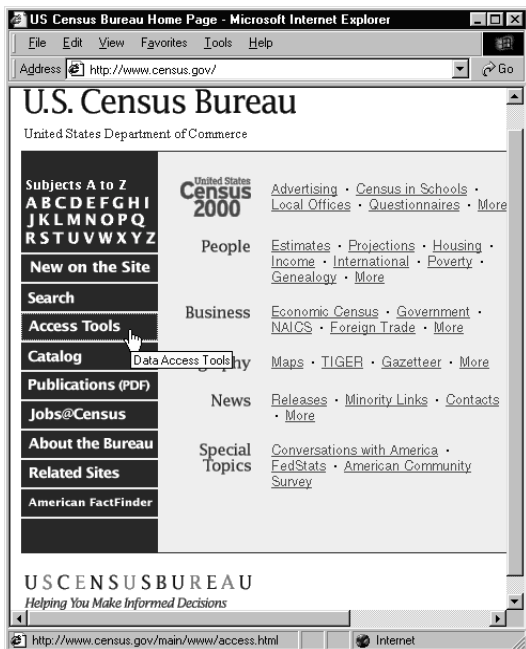 US Census Bureau Home Page - Microsoft Internet Explorer
File Edit View Favorites Tools Help
Address http://www.census.gov/ Go
U.S. Census Bureau
United States Department of Commerce
Subjects A to Z
A B C D E F G H I
J K L M N O P Q
R S T U V W X Y Z
New on the Site
Search
Access Tools
Data Access Tools
Catalog
Publications (PDF)
Jobs@Census
About the Bureau
Related Sites
American FactFinder
United States
Census
2000
Advertising · Census in Schools ·
Local Offices · Questionnaires · More
People
Estimates · Projections · Housing ·
Income · International · Poverty ·
Genealogy · More
Business
Economic Census · Government ·
NAICS · Foreign Trade · More
Maps · TIGER · Gazetteer · More
News
Releases · Minority Links · Contacts
· More
Special
Topics
Conversations with America ·
FedStats · American Community
Survey
USCENSUSBUREAU
Helping You Make Informed Decisions
http://www.census.gov/main/www/access.html Internet